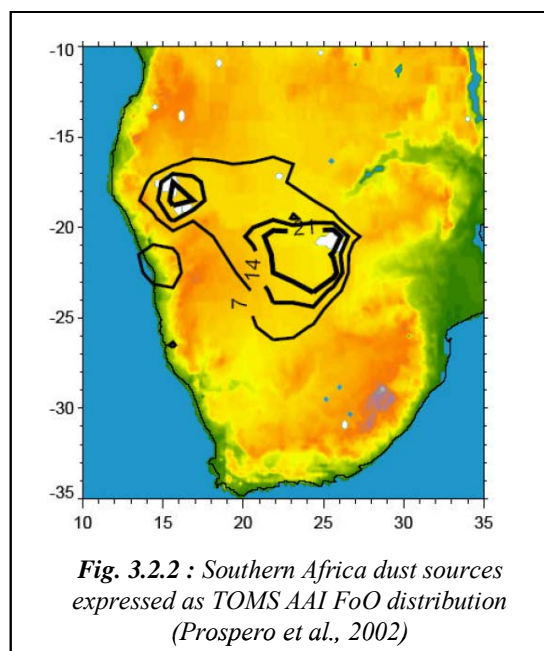 -10
-15
-20
-25
-30
-35
21
14
7
10 15 20 25 30 35
Fig. 3.2.2 : Southern Africa dust sources
expressed as TOMS AAI FoO distribution
(Prospero et al., 2002)